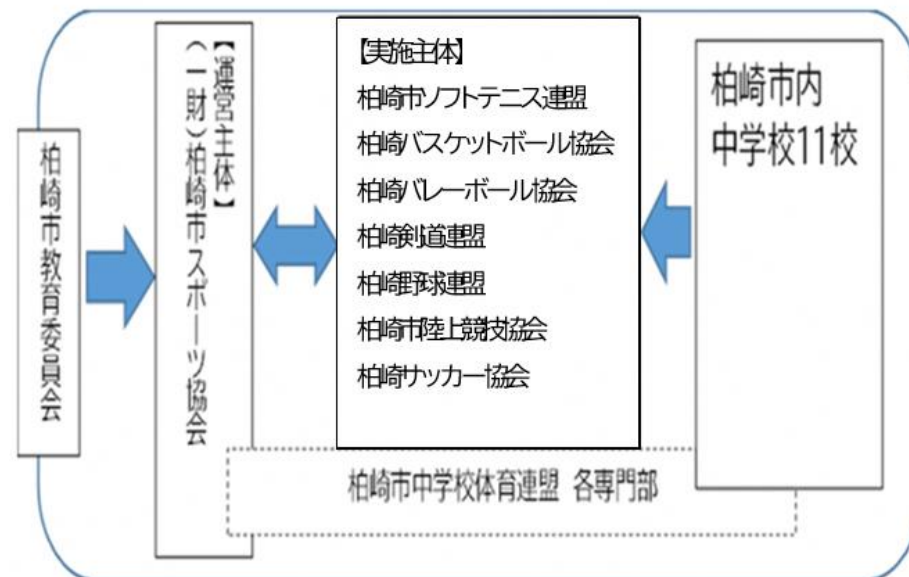 柏崎市教育委員会
【運営主体】
（一財）柏崎市スポーツ協会
【実施主体】
柏崎市ソフトテニス連盟
柏崎バスケットボール協会
柏崎バレーボール協会
柏崎剣道連盟
柏崎野球連盟
柏崎市陸上競技協会
柏崎サッカー協会
柏崎市内
中学校11校
柏崎市中学校体育連盟 各専門部